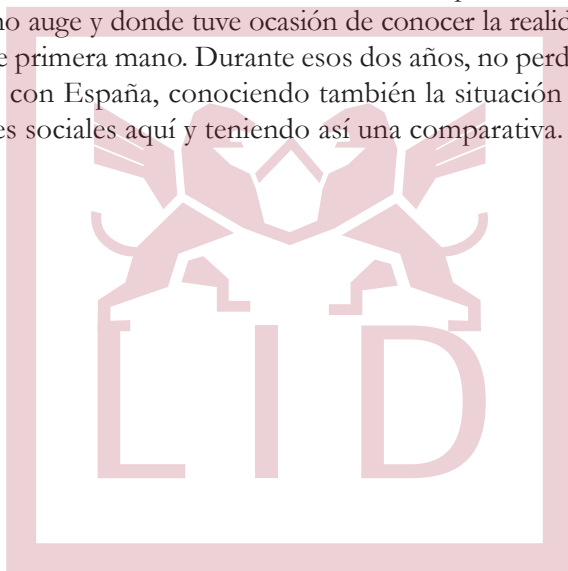 no auge y donde tuve ocasión de conocer la realid
e primera mano. Durante esos dos años, no perd
con España, conociendo también la situación
es sociales aquí y teniendo así una comparativa.
LID